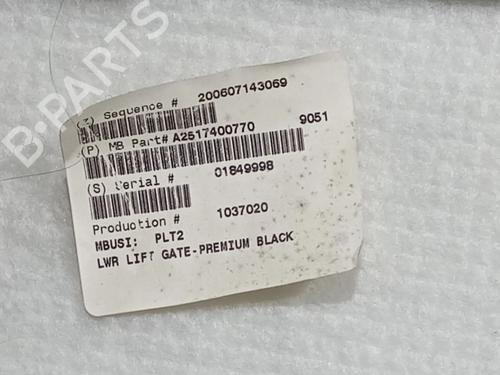 B-PARTS
(Z) Sequence # 200607143069
(P) MB Part# A2517400770 9051
(S) Serial # 01849998
Production # 1037020
MBUSI: PLT2
LWR LIFT GATE-PREMIUM BLACK